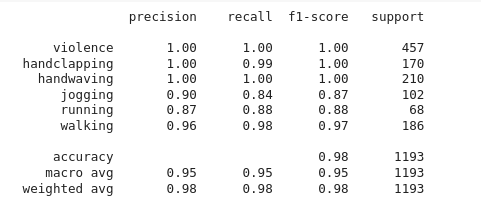 precision recall f1-score support
violence 1.00 1.00 1.00 457
handclapping 1.00 0.99 1.00 170
handwaving 1.00 1.00 1.00 210
jogging 0.90 0.84 0.87 102
running 0.87 0.88 0.88 68
walking 0.96 0.98 0.97 186
accuracy 0.98 1193
macro avg 0.95 0.95 0.95 1193
weighted avg 0.98 0.98 0.98 1193